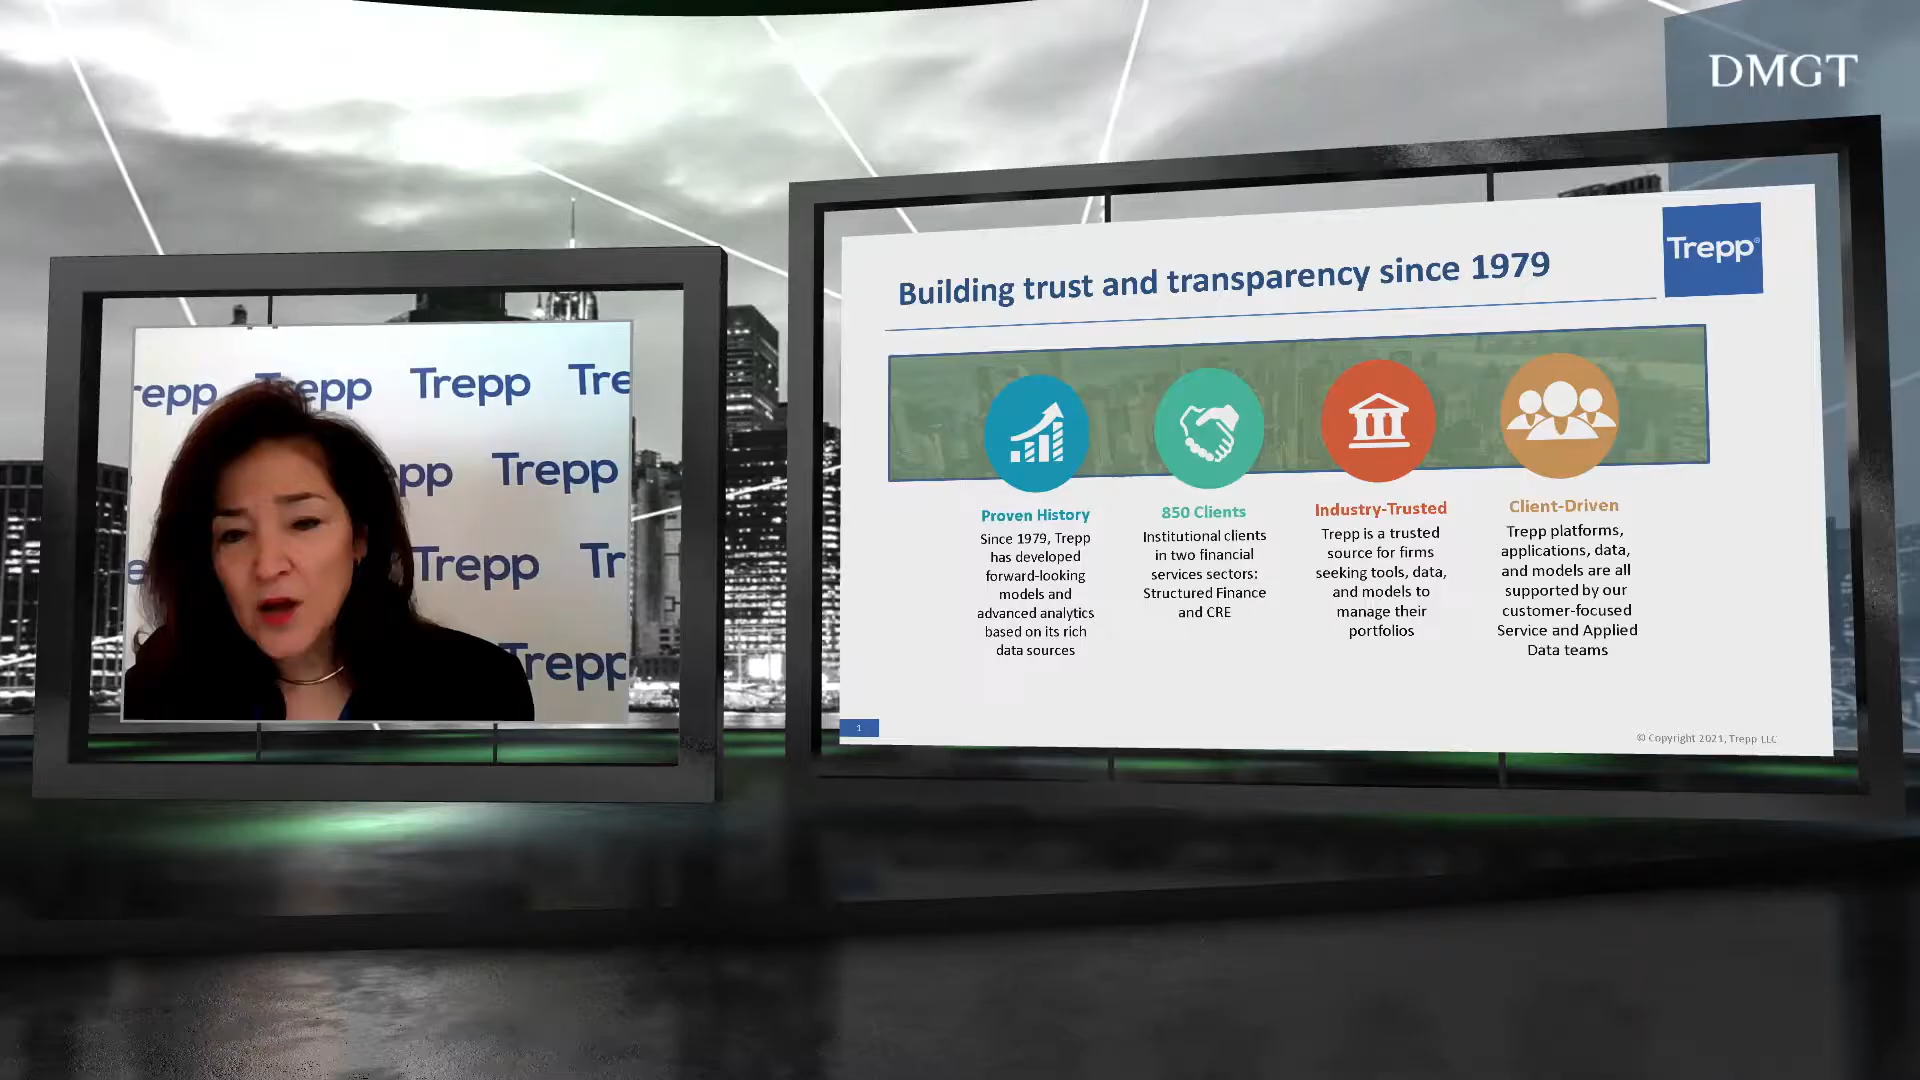 DMGT
Trepp
Building trust and transparency since 1979
Proven History
Since 1979, Trepp
has developed
forward-looking
models and
advanced analytics
based on its rich
data sources
850 Clients
Institutional clients
in two financial
services sectors:
Structured Finance
and CRE
Industry-Trusted
Trepp is a trusted
source for firms
seeking tools, data,
and models to
manage their
portfolios
Client-Driven
Trepp platforms,
applications, data,
and models are all
supported by our
customer-focused
Service and Applied
Data teams
1
© Copyright 2021, Trepp LLC
repp Trepp Trepp Tre
pp Trepp
e Trepp Tr
Trepp